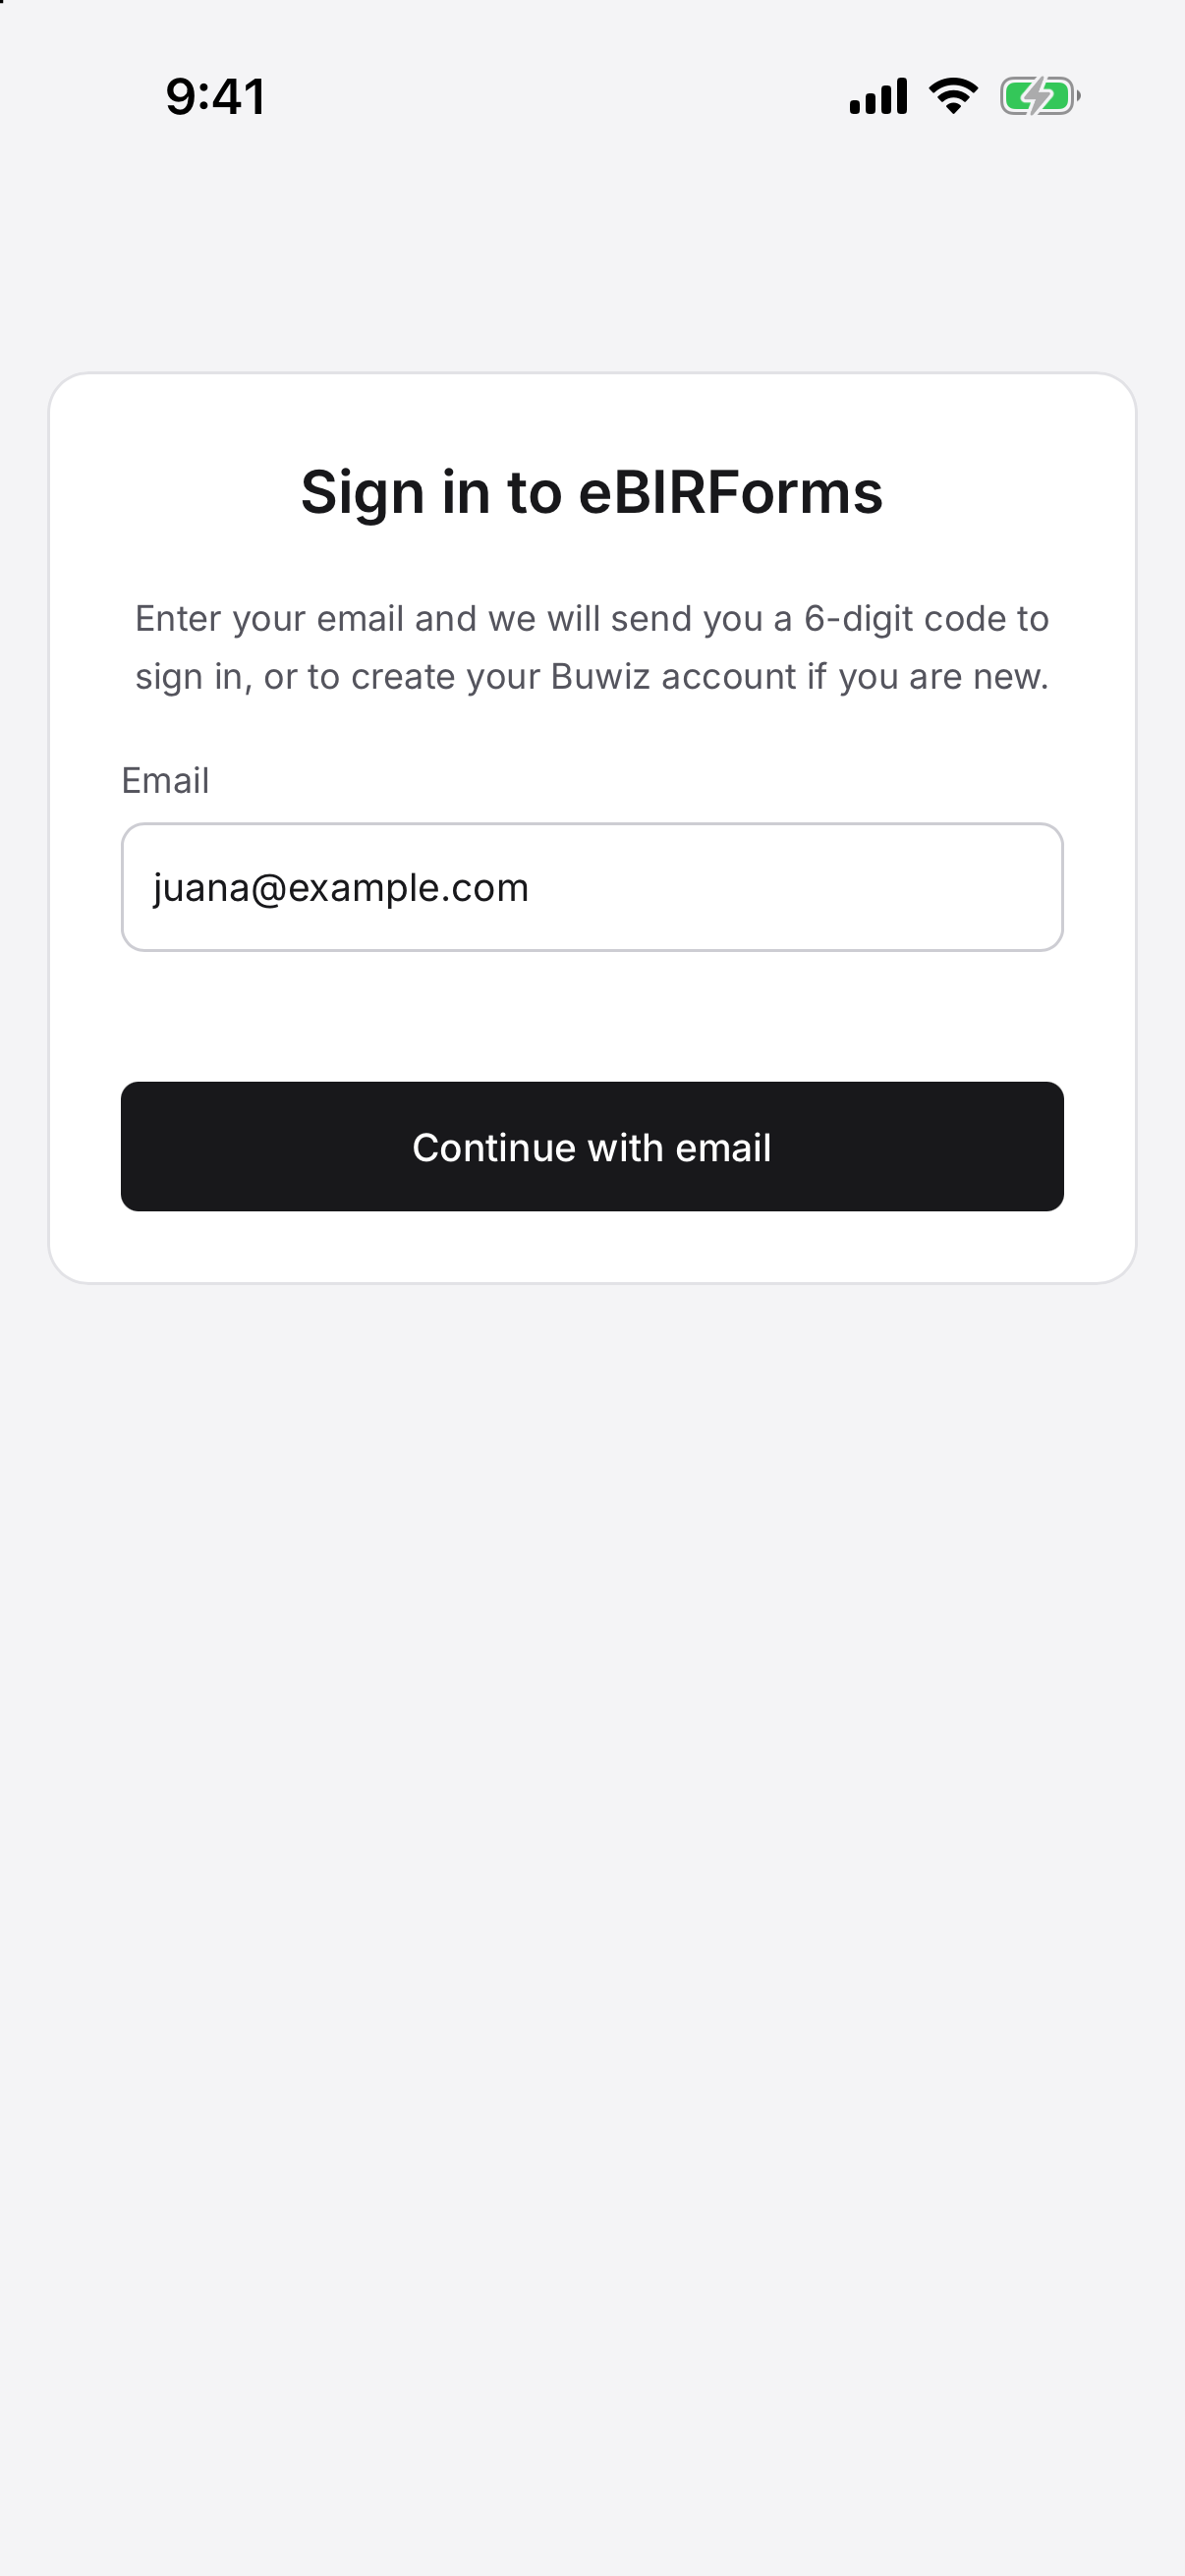 9:41
Sign in to eBIRForms
Enter your email and we will send you a 6-digit code to
sign in, or to create your Buwiz account if you are new.
Email
juana@example.com
Continue with email